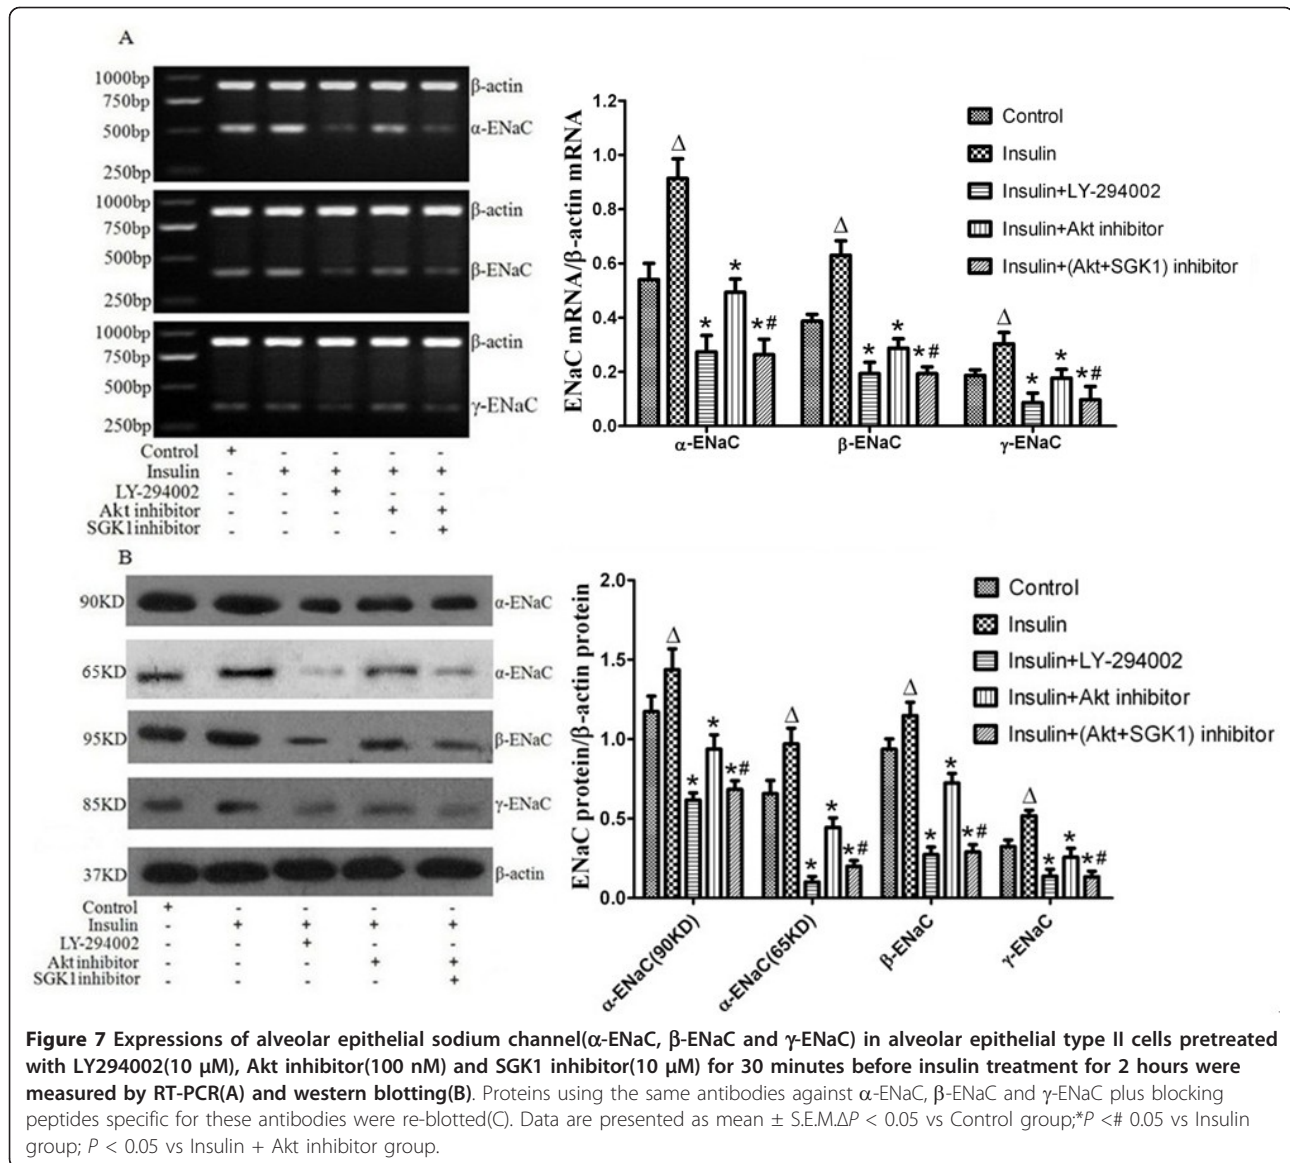 A
1000bp
750bp
500bp
250bp
β-actin
α-ENaC
1000bp
750bp
500bp
250bp
β-actin
β-ENaC
1000bp
750bp
500bp
250bp
β-actin
γ-ENaC
Control + - - - -
Insulin - + + + +
LY-294002 - - + - -
Akt inhibitor - - - + +
SGK1inhibitor - - - - +
ENaC mRNA/β-actin mRNA
1.2
1.0
0.8
0.6
0.4
0.2
0.0
Δ
*
*
*#
Δ
*
*
*#
Δ
*
*
*#
α-ENaC β-ENaC γ-ENaC
Control
Insulin
Insulin+LY-294002
Insulin+Akt inhibitor
Insulin+(Akt+SGK1) inhibitor
B
90KD α-ENaC
65KD α-ENaC
95KD β-ENaC
85KD γ-ENaC
37KD β-actin
Control + - - - -
Insulin - + + + +
LY-294002 - - + - -
Akt inhibitor - - - + +
SGK1inhibitor - - - - +
ENaC protein/β-actin protein
2.0
1.5
1.0
0.5
0.0
Δ
*
*
*#
Δ
*
*
*#
Δ
*
*
*#
Δ
*
*
*#
α-ENaC(90KD)
α-ENaC(65KD)
β-ENaC
γ-ENaC
Control
Insulin
Insulin+LY-294002
Insulin+Akt inhibitor
Insulin+(Akt+SGK1) inhibitor
Figure 7 Expressions of alveolar epithelial sodium channel(α-ENaC, β-ENaC and γ-ENaC) in alveolar epithelial type II cells pretreated
with LY294002(10 μM), Akt inhibitor(100 nM) and SGK1 inhibitor(10 μM) for 30 minutes before insulin treatment for 2 hours were
measured by RT-PCR(A) and western blotting(B). Proteins using the same antibodies against α-ENaC, β-ENaC and γ-ENaC plus blocking
peptides specific for these antibodies were re-blotted(C). Data are presented as mean ± S.E.M.ΔP < 0.05 vs Control group;*P <# 0.05 vs Insulin
group; P < 0.05 vs Insulin + Akt inhibitor group.